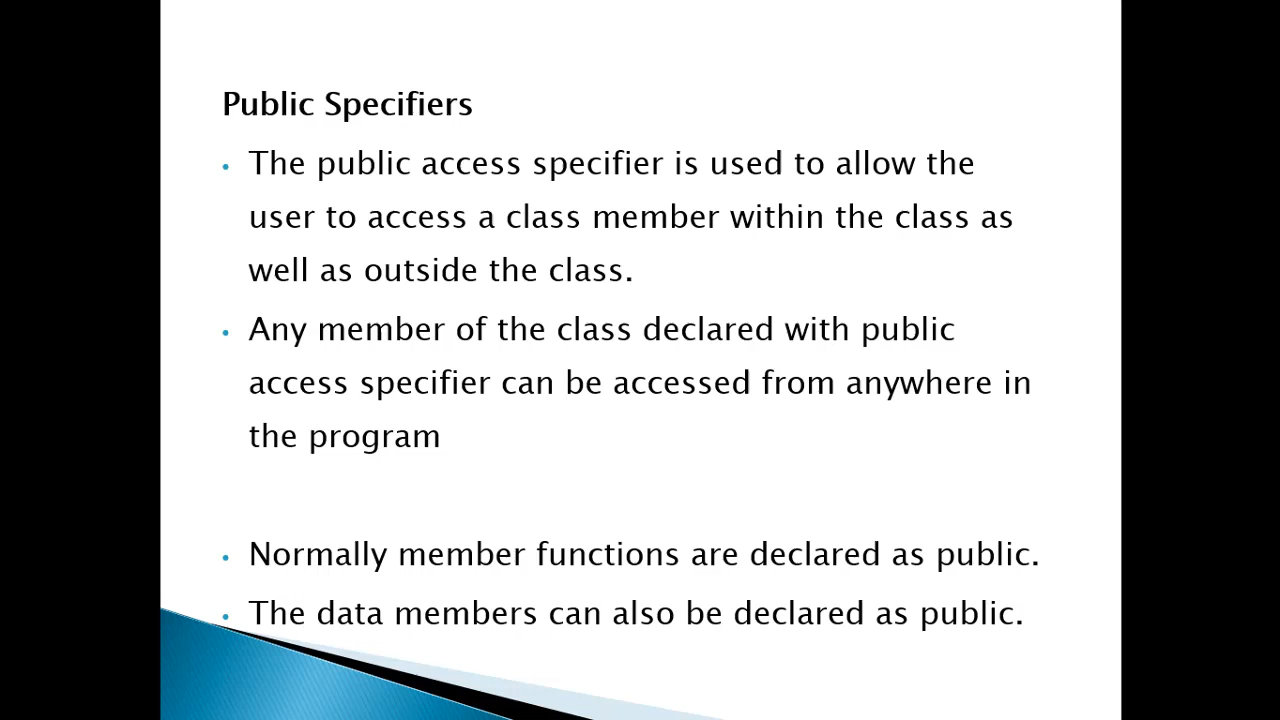 Public Specifiers
• The public access specifier is used to allow the
user to access a class member within the class as
well as outside the class.
• Any member of the class declared with public
access specifier can be accessed from anywhere in
the program
• Normally member functions are declared as public.
• The data members can also be declared as public.